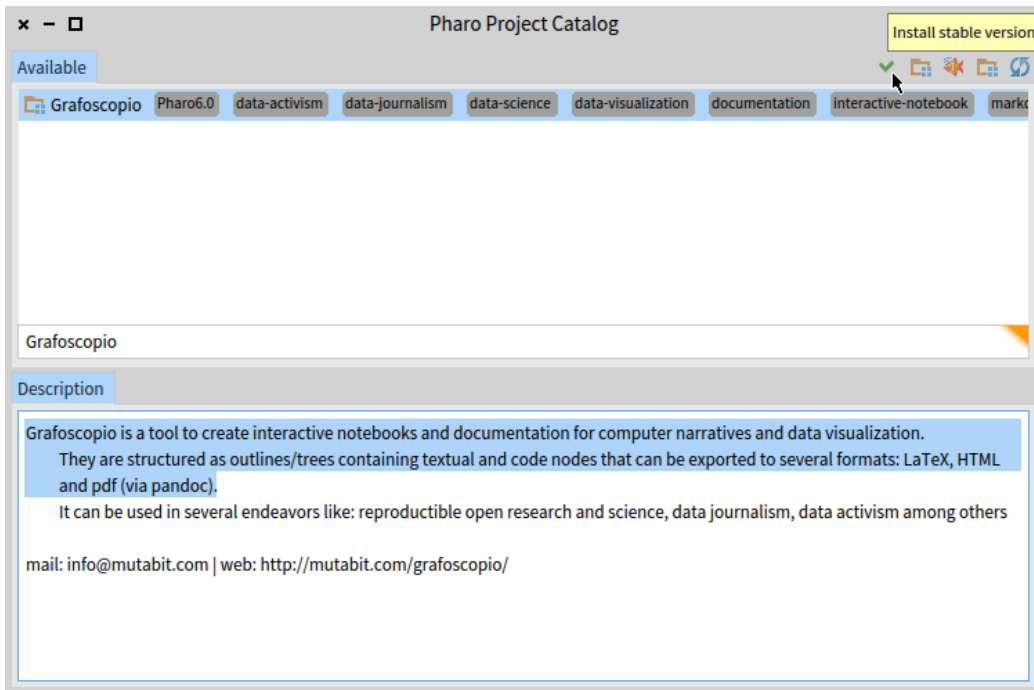 Pharo Project Catalog
Install stable version
Available
Grafoscopio Pharo6.0 data-activism data-journalism data-science data-visualization documentation interactive-notebook
Grafoscopio
Description
Grafoscopio is a tool to create interactive notebooks and documentation for computer narratives and data visualization.
They are structured as outlines/trees containing textual and code nodes that can be exported to several formats: LaTeX, HTML
and pdf (via pandoc).
It can be used in several endeavors like: reproductible open research and science, data journalism, data activism among others
mail: info@mutabit.com | web: http://mutabit.com/grafoscopio/